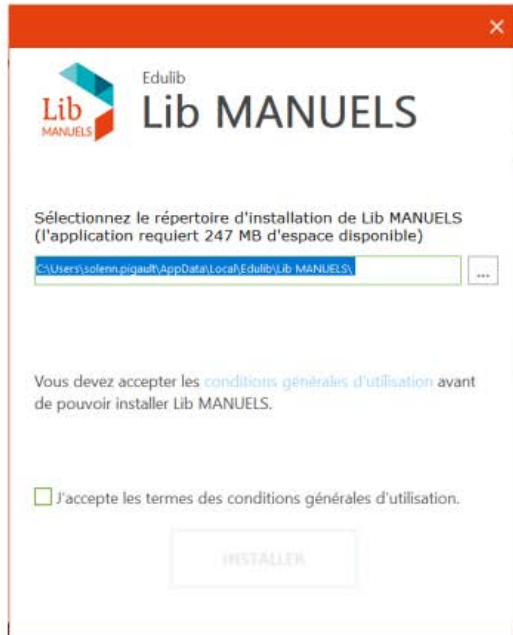 Edulib
Lib MANUELS
Lib
MANUELS
Sélectionnez le répertoire d'installation de Lib MANUELS
(l'application requiert 247 MB d'espace disponible)
C:\Users\solenn.pigault\AppData\Local\Edulib\Lib MANUELS\
...
Vous devez accepter les conditions générales d'utilisation avant
de pouvoir installer Lib MANUELS.
J'accepte les termes des conditions générales d'utilisation.
INSTALLER